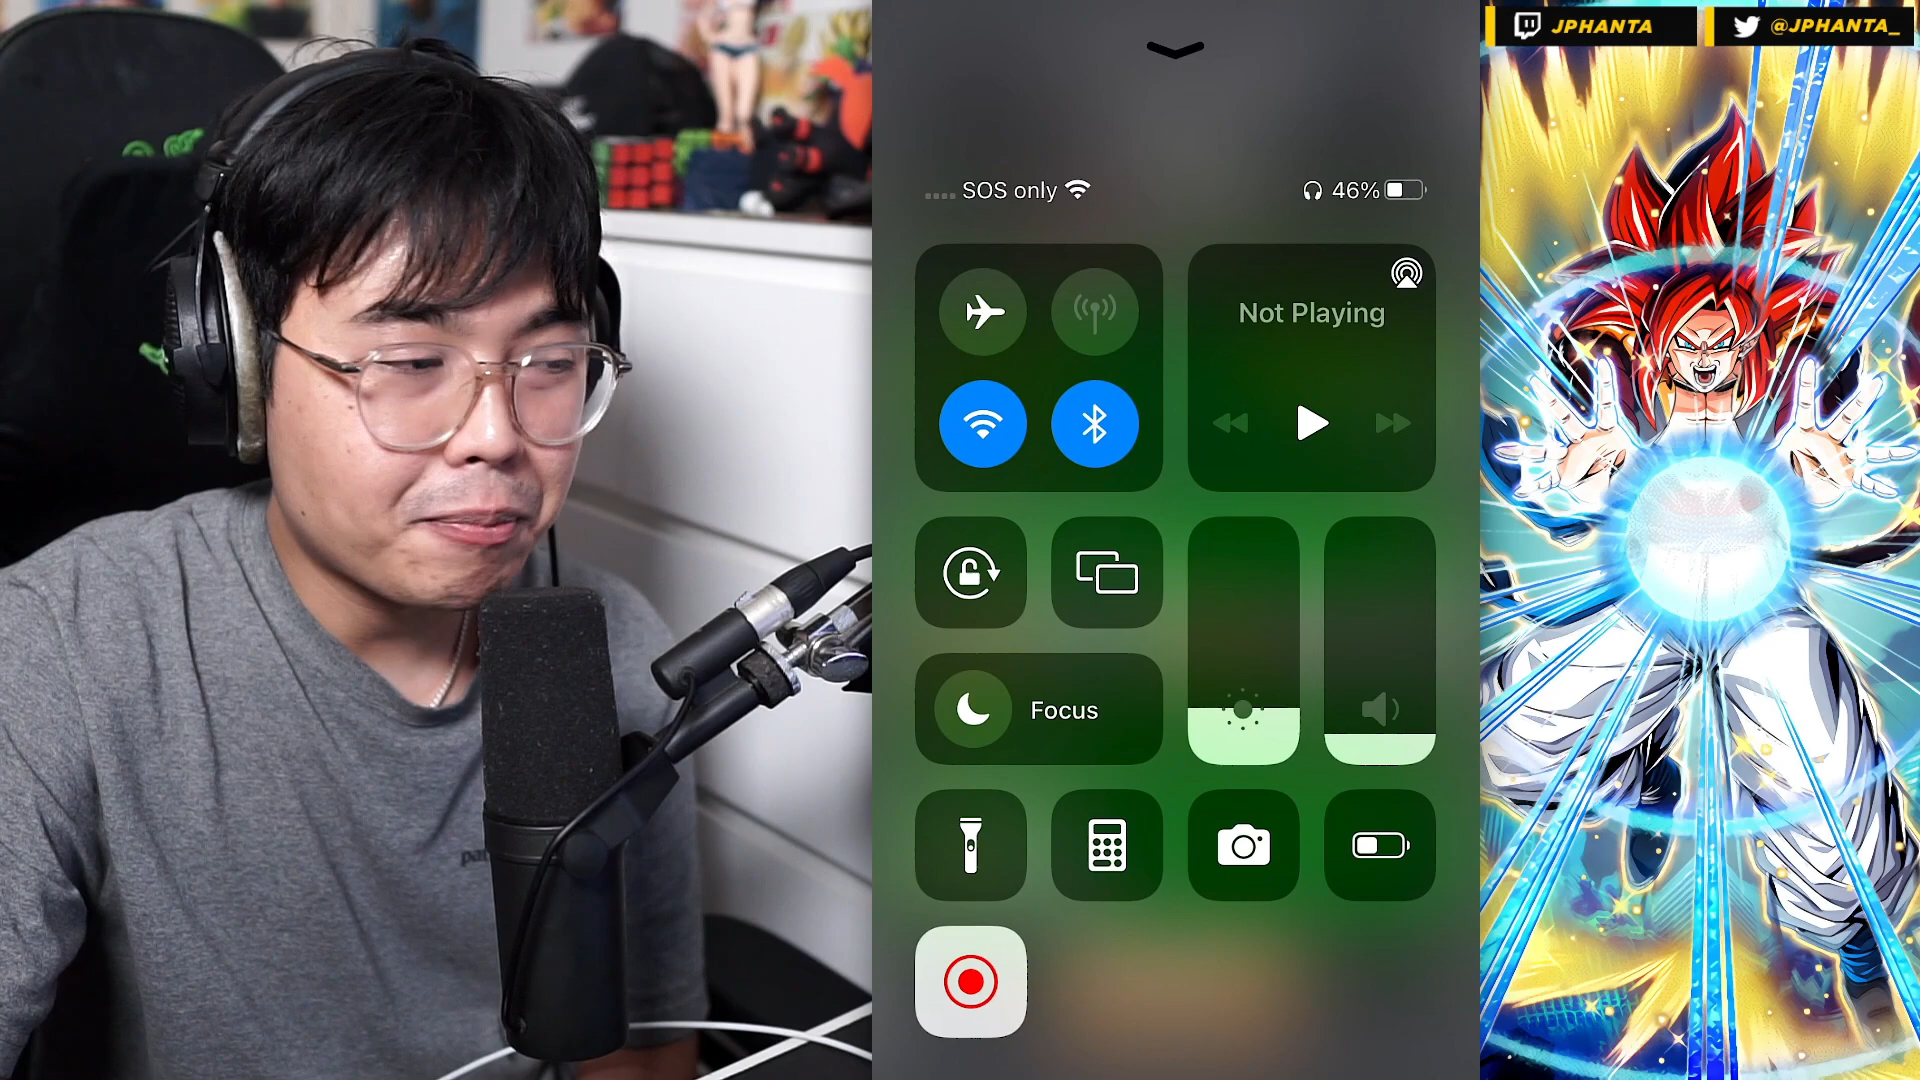 JPHANTA
@JPHANTA_
SOS only
46%
Not Playing
Focus